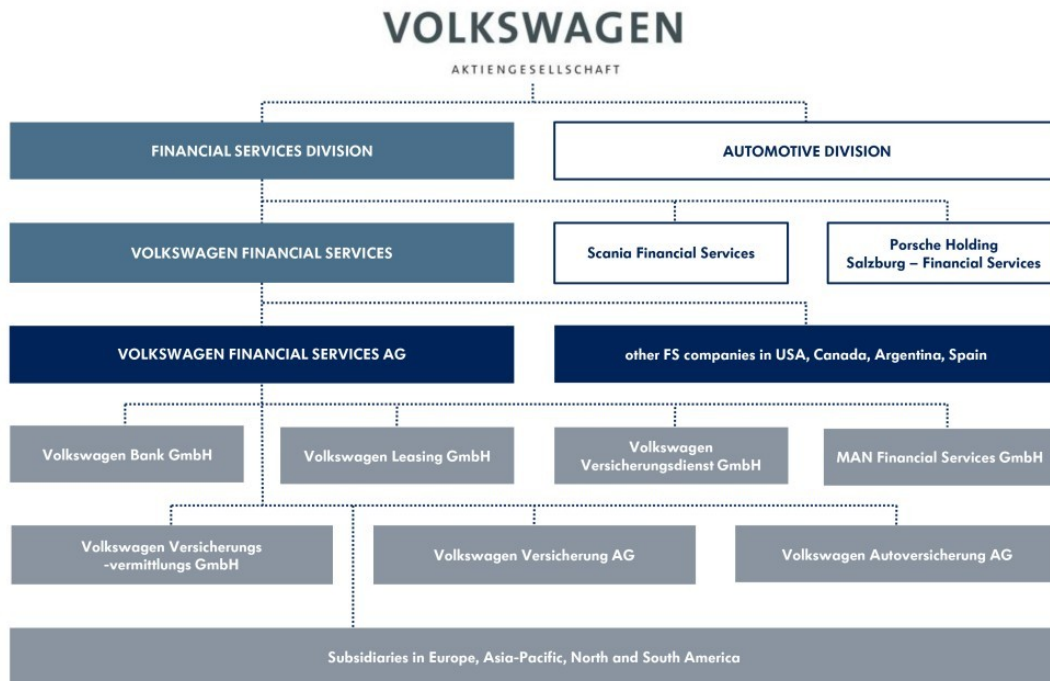 VOLKSWAGEN
AKTIENGESELLSCHAFT
FINANCIAL SERVICES DIVISION
AUTOMOTIVE DIVISION
VOLKSWAGEN FINANCIAL SERVICES
Scania Financial Services
Porsche Holding
Salzburg – Financial Services
VOLKSWAGEN FINANCIAL SERVICES AG
other FS companies in USA, Canada, Argentina, Spain
Volkswagen Bank GmbH
Volkswagen Leasing GmbH
Volkswagen
Versicherungsdienst GmbH
MAN Financial Services GmbH
Volkswagen Versicherungs
-vermittlungs GmbH
Volkswagen Versicherung AG
Volkswagen Autoversicherung AG
Subsidiaries in Europe, Asia-Pacific, North and South America